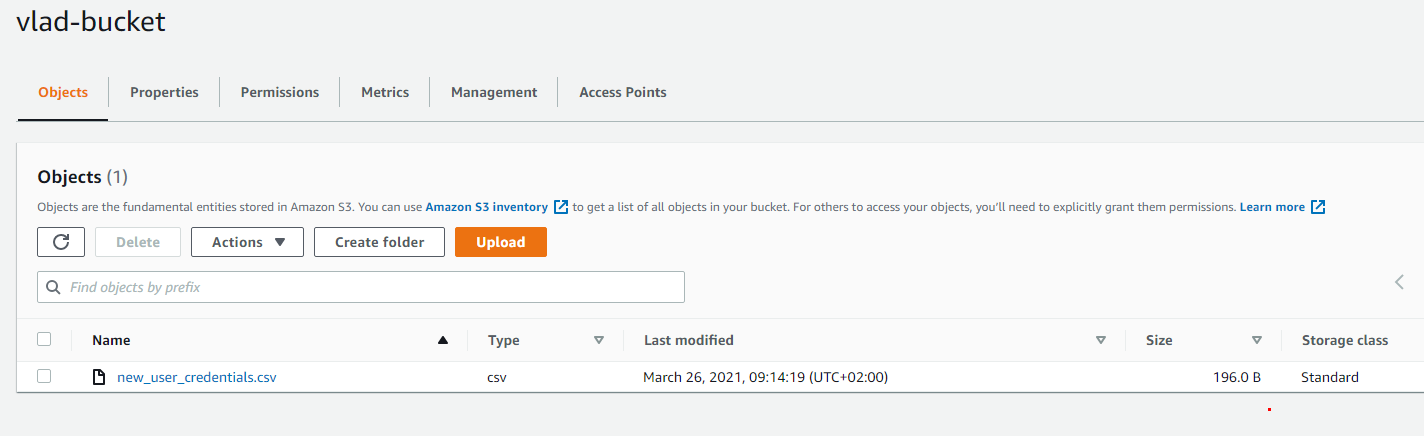 vlad-bucket
Objects Properties Permissions Metrics Management Access Points
Objects (1)
Objects are the fundamental entities stored in Amazon S3. You can use Amazon S3 inventory to get a list of all objects in your bucket. For others to access your objects, you'll need to explicitly grant them permissions. Learn more
Delete Actions Create folder Upload
Find objects by prefix
Name Type Last modified Size Storage class
new_user_credentials.csv csv March 26, 2021, 09:14:19 (UTC+02:00) 196.0 B Standard